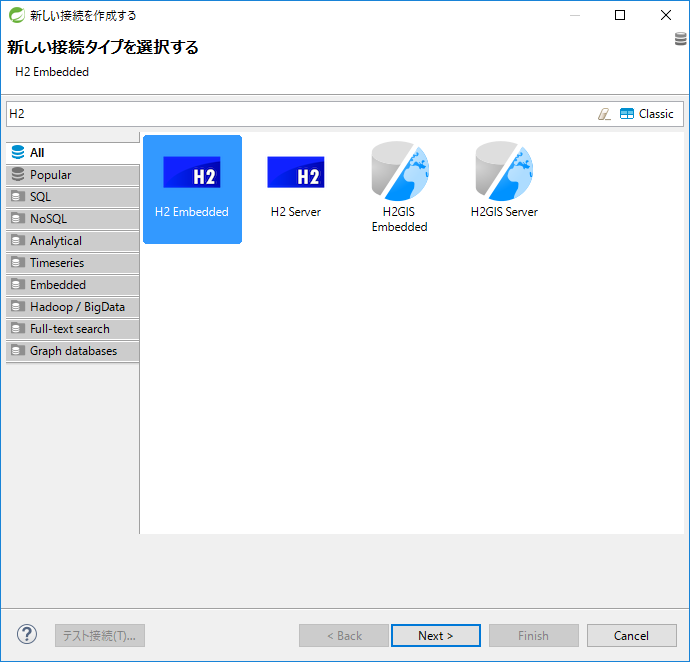 新しい接続を作成する
新しい接続タイプを選択する
H2 Embedded
H2
Classic
All
Popular
SQL
NoSQL
Analytical
Timeseries
Embedded
Hadoop / BigData
Full-text search
Graph databases
H2
H2 Embedded
H2
H2 Server
H2GIS
Embedded
H2GIS Server
?
テスト接続(T)...
< Back
Next >
Finish
Cancel